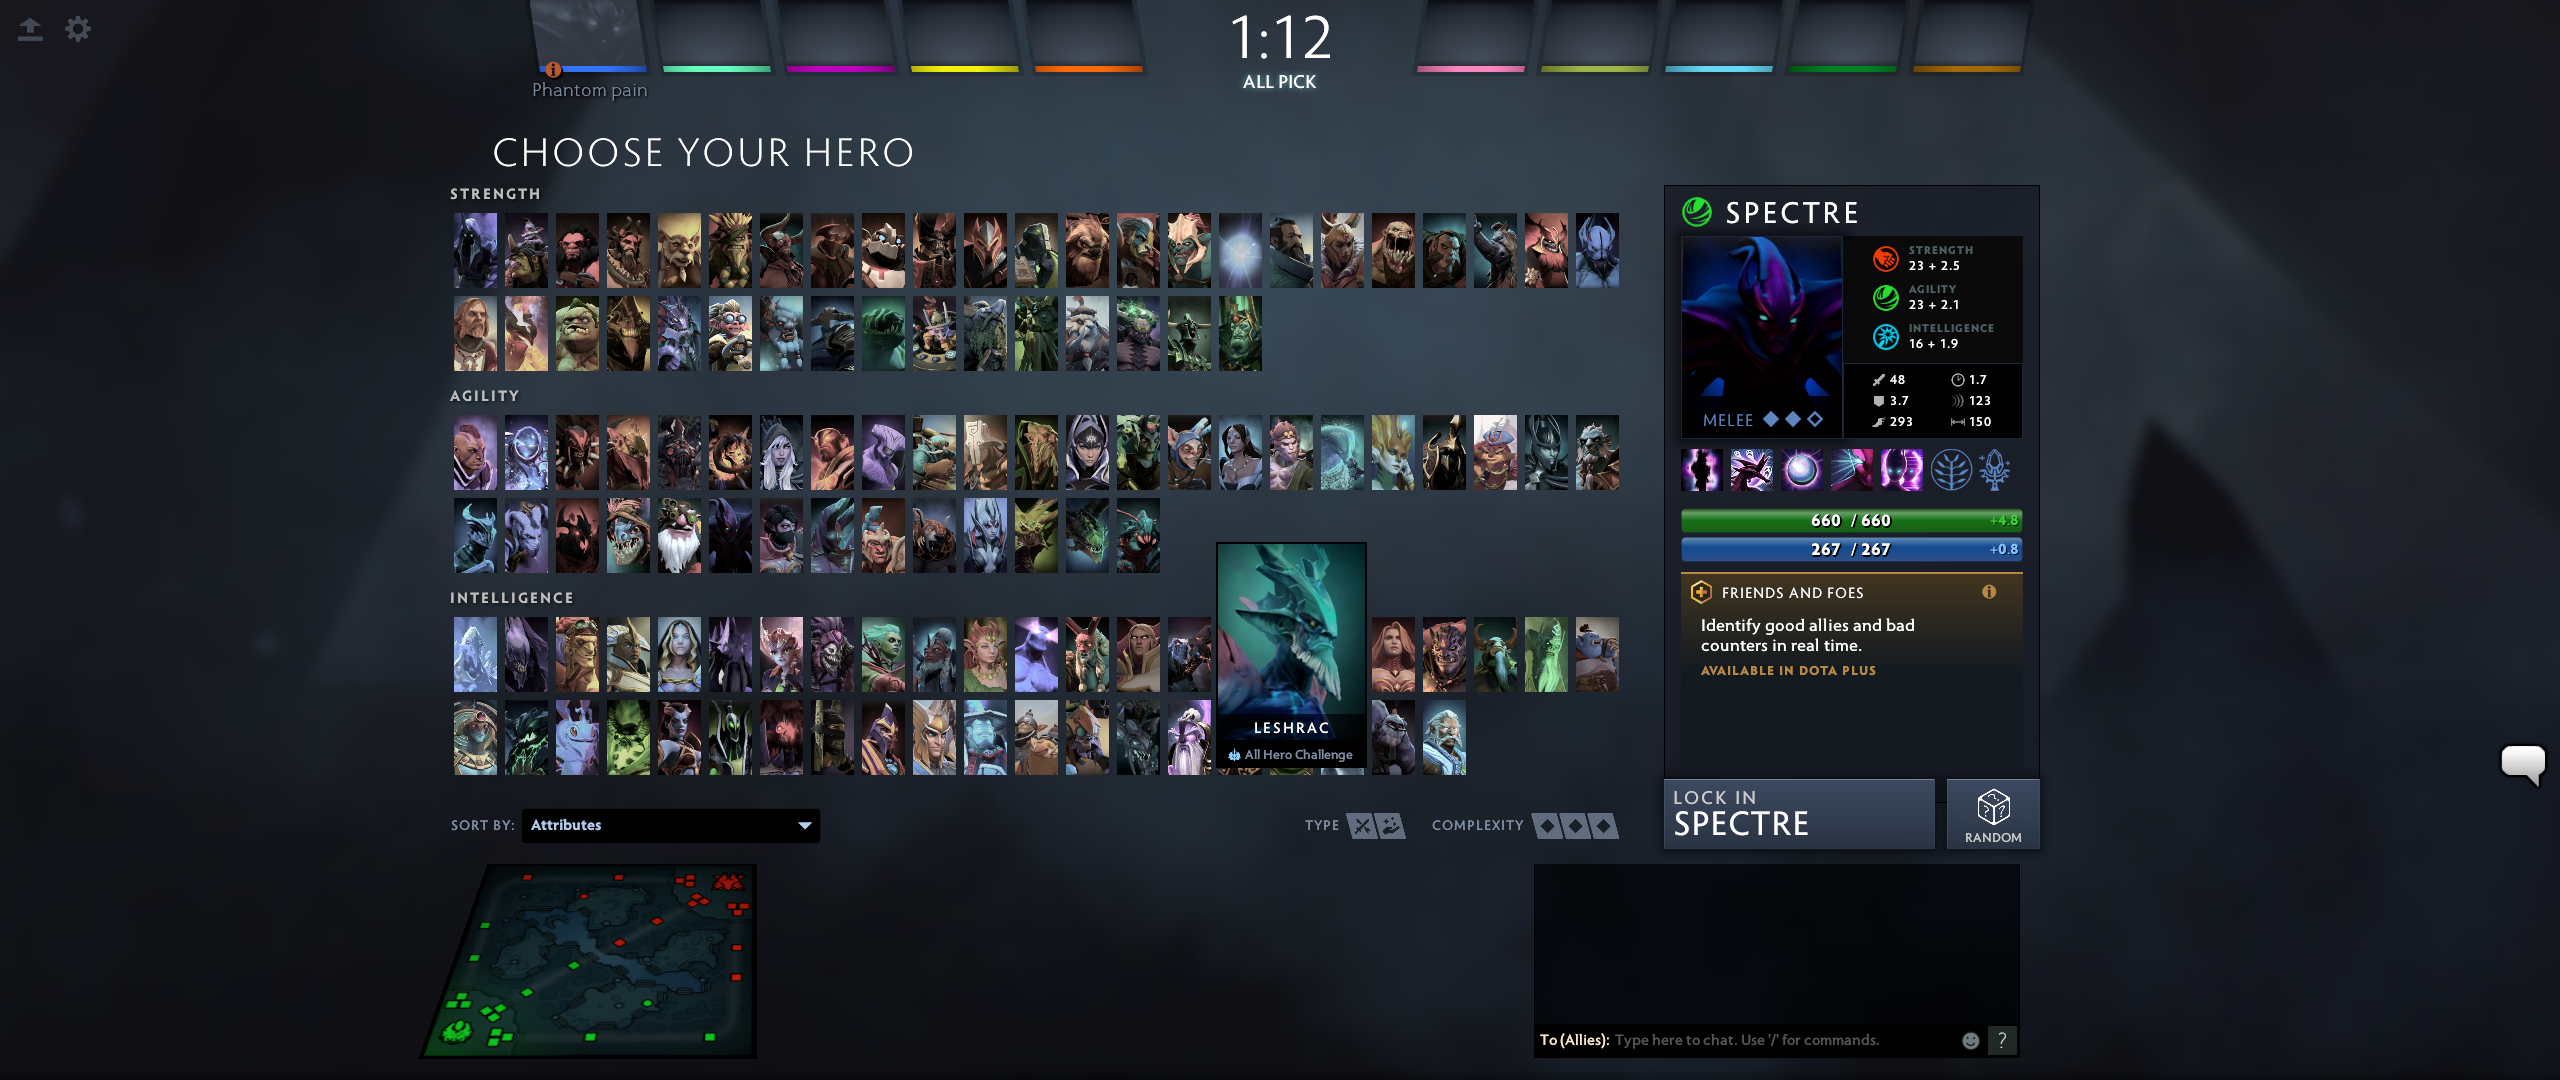 1:12
ALL PICK
Phantom pain
CHOOSE YOUR HERO
STRENGTH
AGILITY
INTELLIGENCE
LESHRAC
All Hero Challenge
SPECTRE
STRENGTH
23 + 2.5
AGILITY
23 + 2.1
INTELLIGENCE
16 + 1.9
MELEE
48 1.7
3.7 123
293 150
660 / 660 +4.8
267 / 267 +0.8
FRIENDS AND FOES
Identify good allies and bad
counters in real time.
AVAILABLE IN DOTA PLUS
LOCK IN
SPECTRE
RANDOM
SORT BY: Attributes
TYPE
COMPLEXITY
To (Allies): Type here to chat. Use '/' for commands. ?